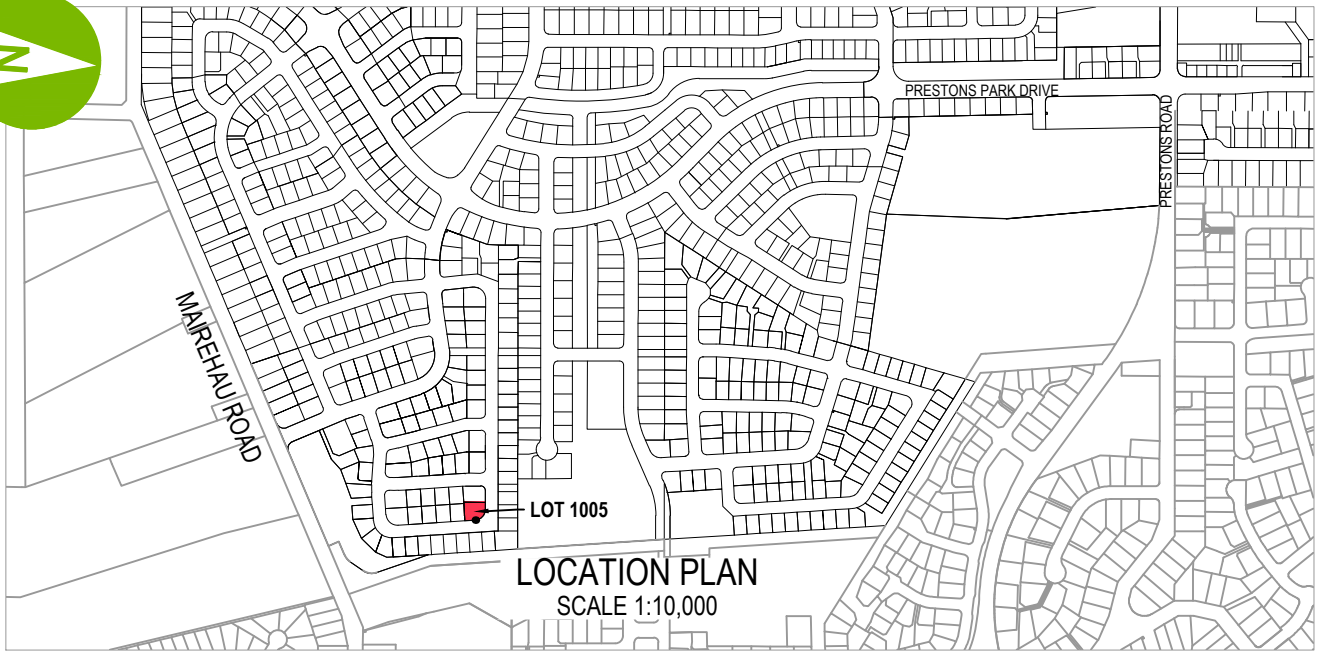 N
PRESTONS PARK DRIVE
PRESTONS ROAD
MAIREHAU ROAD
LOT 1005
LOCATION PLAN
SCALE 1:10,000